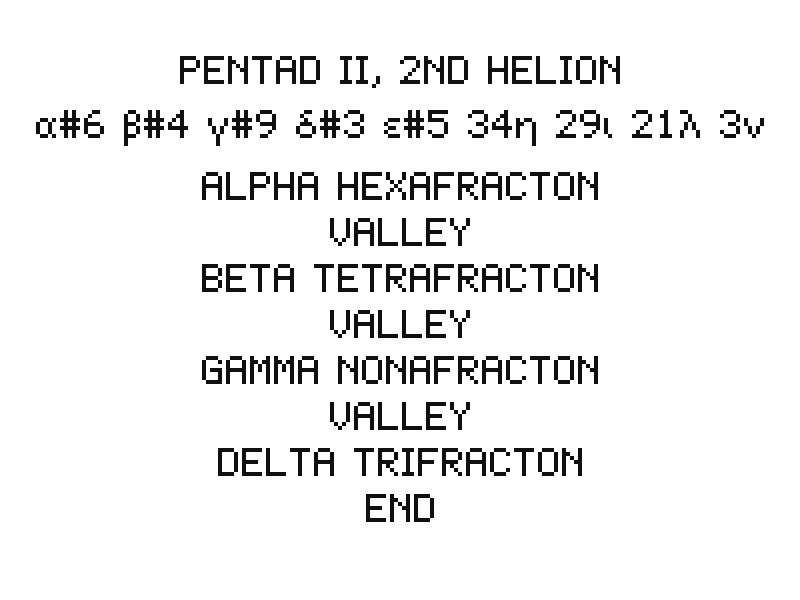 PENTAD II, 2ND HELION
α#6 β#4 γ#9 δ#3 ε#5 34η 29ι 21λ 3ν
ALPHA HEXAFRACTON
VALLEY
BETA TETRAFRACTON
VALLEY
GAMMA NONAFRACTON
VALLEY
DELTA TRIFRACTON
END